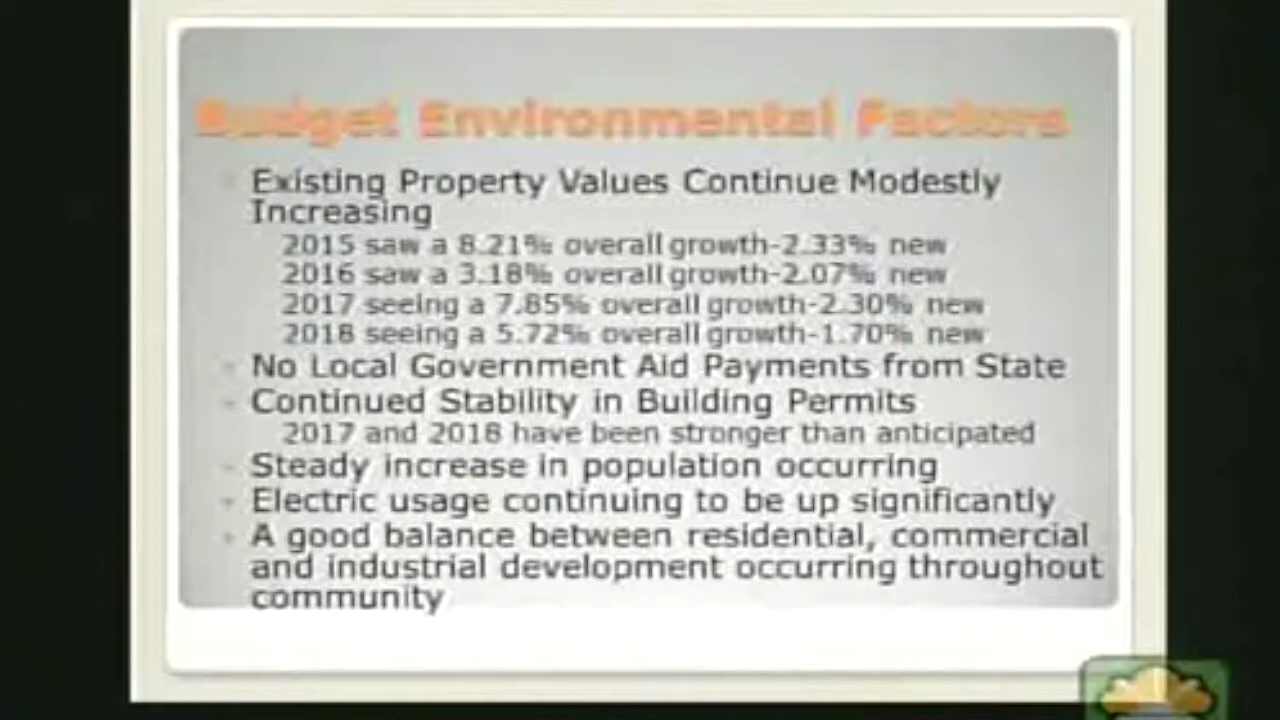 Budget Environmental Factors
Existing Property Values Continue Modestly
Increasing
2015 saw a 8.21% overall growth-2.33% new
2016 saw a 3.18% overall growth-2.07% new
2017 seeing a 7.85% overall growth-2.30% new
2018 seeing a 5.72% overall growth-1.70% new
No Local Government Aid Payments from State
Continued Stability in Building Permits
2017 and 2018 have been stronger than anticipated
Steady increase in population occurring
Electric usage continuing to be up significantly
A good balance between residential, commercial
and industrial development occurring throughout
community